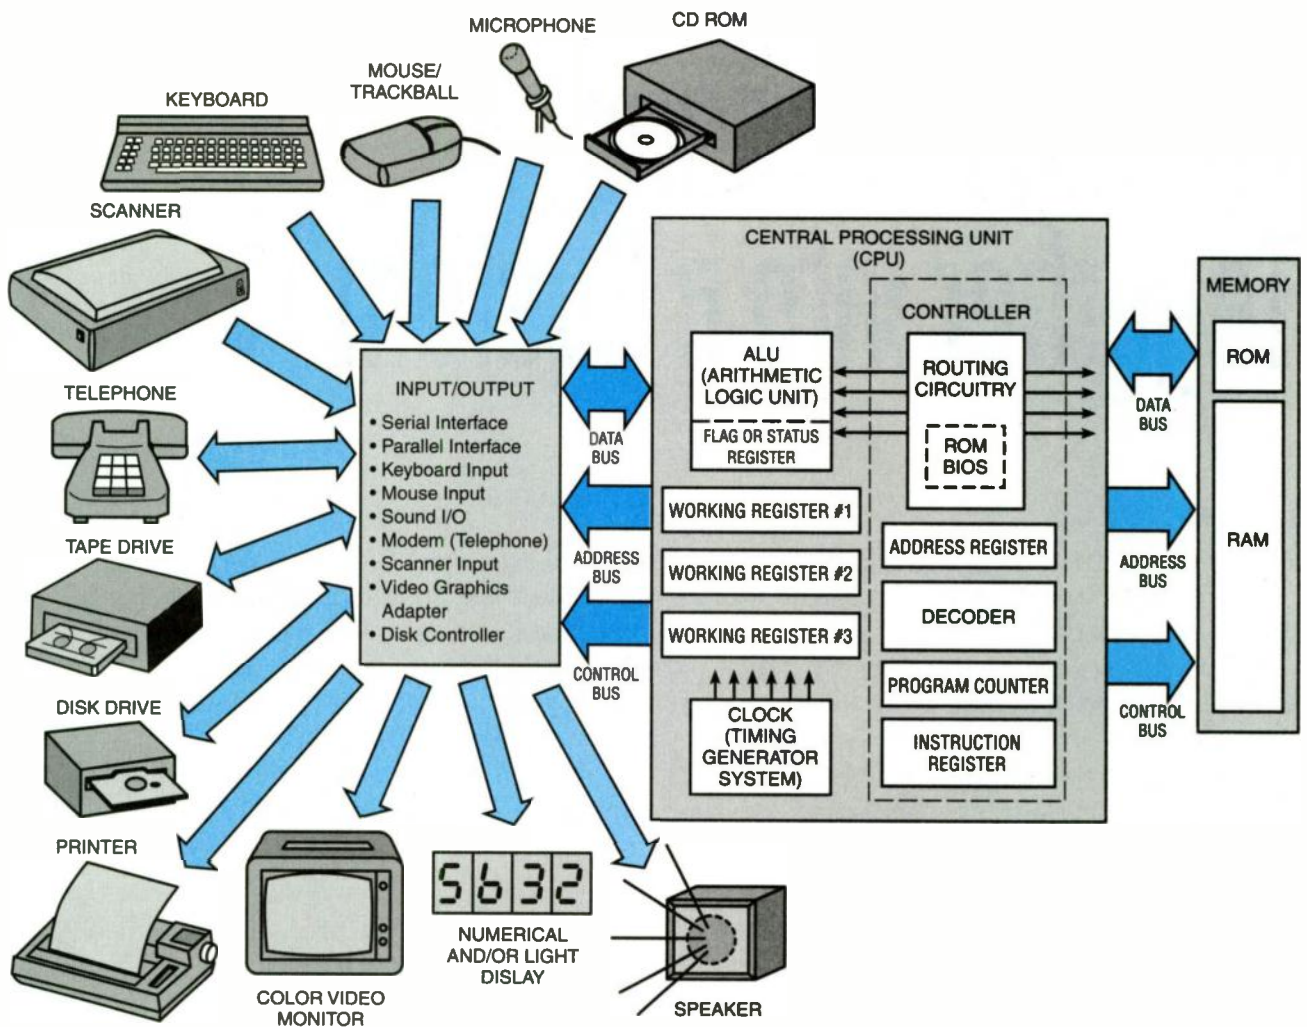 MICROPHONE
CD ROM
MOUSE/
TRACKBALL
KEYBOARD
SCANNER
TELEPHONE
TAPE DRIVE
DISK DRIVE
PRINTER
COLOR VIDEO
MONITOR
5632
NUMERICAL
AND/OR LIGHT
DISLAY
SPEAKER
INPUT/OUTPUT
• Serial Interface
• Parallel Interface
• Keyboard Input
• Mouse Input
• Sound I/O
• Modem (Telephone)
• Scanner Input
• Video Graphics
Adapter
• Disk Controller
DATA
BUS
ADDRESS
BUS
CONTROL
BUS
CENTRAL PROCESSING UNIT
(CPU)
ALU
(ARITHMETIC
LOGIC UNIT)
FLAG OR STATUS
REGISTER
WORKING REGISTER #1
WORKING REGISTER #2
WORKING REGISTER #3
CLOCK
(TIMING
GENERATOR
SYSTEM)
CONTROLLER
ROUTING
CIRCUITRY
ROM
BIOS
ADDRESS REGISTER
DECODER
PROGRAM COUNTER
INSTRUCTION
REGISTER
DATA
BUS
ADDRESS
BUS
CONTROL
BUS
MEMORY
ROM
RAM